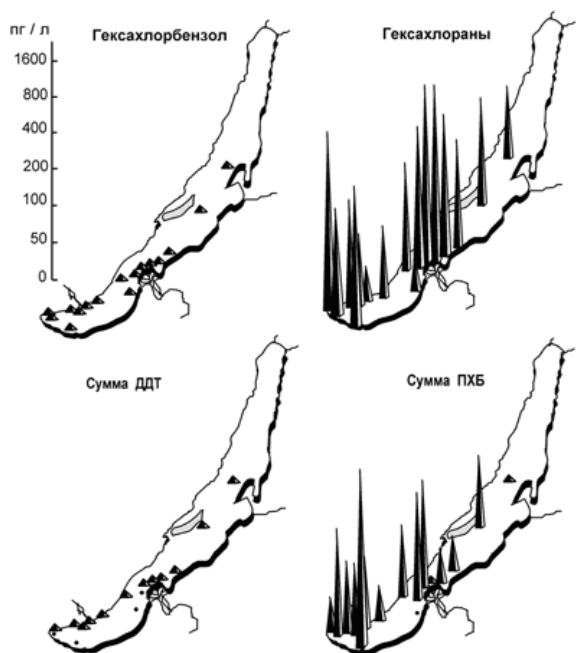 пг / л
Гексахлорбензол
Гексахлораны
1600
800
400
200
100
50
0
Сумма ДДТ
Сумма ПХБ